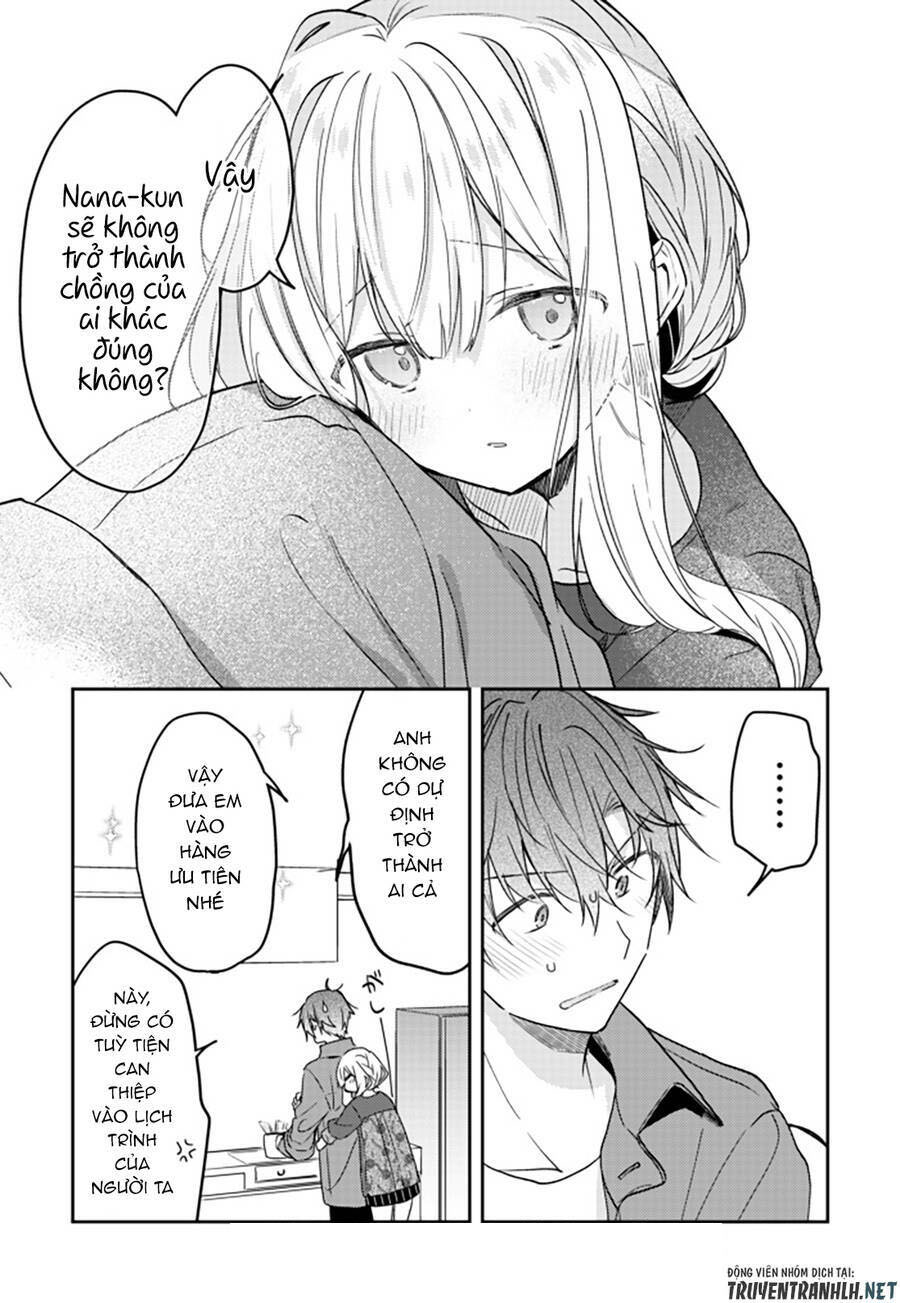 Vậy
Nana-kun
sẽ không
trở thành
chồng của
ai khác
đúng
không?
......
ANH
KHÔNG
CÓ DỰ
ĐỊNH
TRỞ
THÀNH
AI CẢ
VẬY
ĐƯA EM
VÀO
HÀNG
ƯU TIÊN
NHÉ
がし
NÀY,
ĐỪNG CÓ
TUỲ TIỆN
CAN
THIỆP
VÀO LỊCH
TRÌNH
CỦA
NGƯỜI TA
ĐỘNG VIÊN NHÓM DỊCH TẠI:
TRUYENTRANHLH.NET